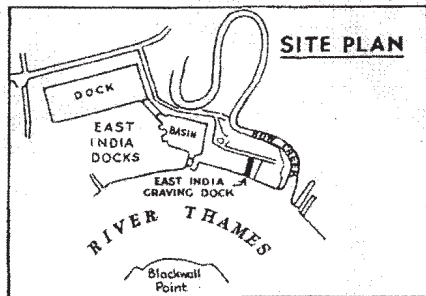 SITE PLAN
DOCK
EAST
INDIA
DOCKS
BASIN
BOW CREEK
EAST INDIA
GRAVING DOCK
RIVER THAMES
Blackwall
Point